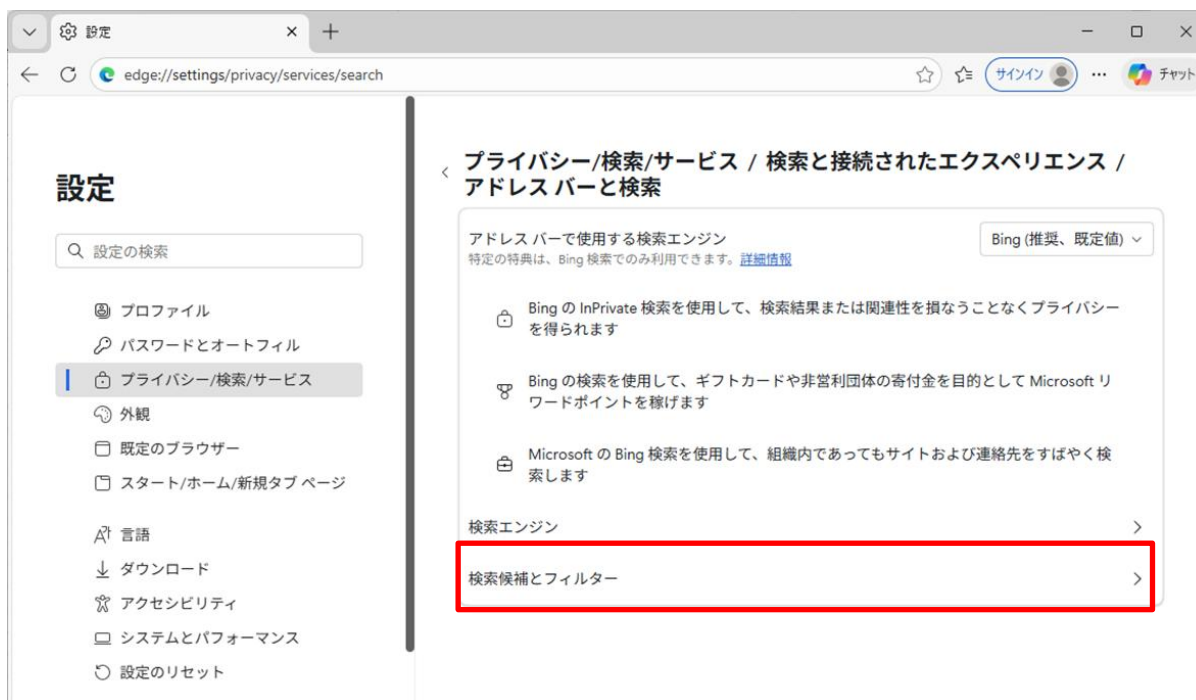 設定
edge://settings/privacy/services/search
サインイン
チャット
設定
設定の検索
プロファイル
パスワードとオートフィル
プライバシー/検索/サービス
外観
既定のブラウザー
スタート/ホーム/新規タブ ページ
言語
ダウンロード
アクセシビリティ
システムとパフォーマンス
設定のリセット
プライバシー/検索/サービス / 検索と接続されたエクスペリエンス /
アドレス バーと検索
アドレス バーで使用する検索エンジン
特定の特典は、Bing 検索でのみ利用できます。詳細情報
Bing (推奨、既定値)
Bing の InPrivate 検索を使用して、検索結果または関連性を損なうことなくプライバシー
を得られます
Bing の検索を使用して、ギフトカードや非営利団体の寄付金を目的として Microsoft リ
ワードポイントを稼げます
Microsoft の Bing 検索を使用して、組織内であってもサイトおよび連絡先をすばやく検
索します
検索エンジン
検索候補とフィルター